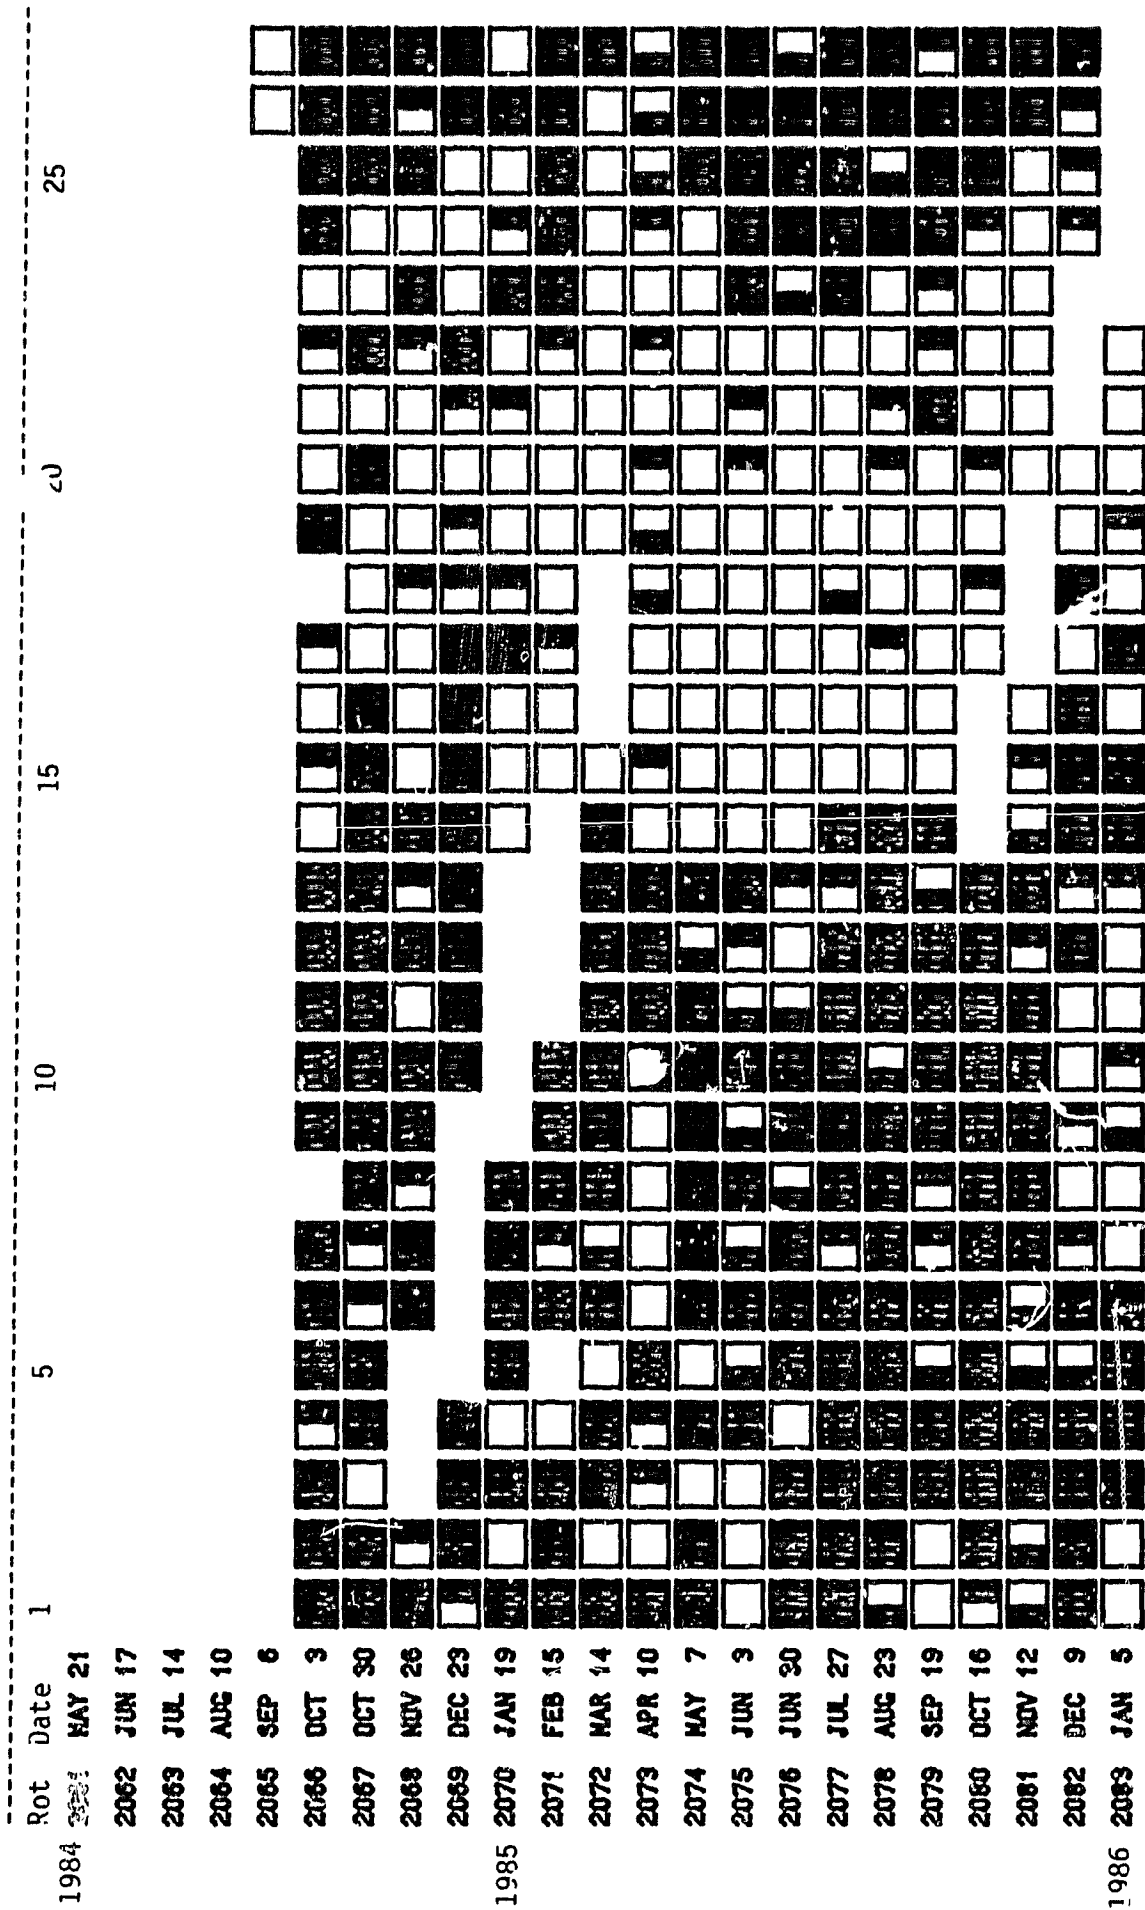 Rot Date 1 5 10 15 25
1984 MAY 21
2062 JUN 17
2063 JUL 14
2064 AUG 10
2065 SEP 6
2066 OCT 3
2067 OCT 30
2068 NOV 26
2069 DEC 23
1985 2070 JAN 19
2071 FEB 15
2072 MAR 14
2073 APR 10
2074 MAY 7
2075 JUN 3
2076 JUN 30
2077 JUL 27
2078 AUG 23
2079 SEP 19
2080 OCT 16
2081 NOV 12
2082 DEC 9
1986 2083 JAN 5